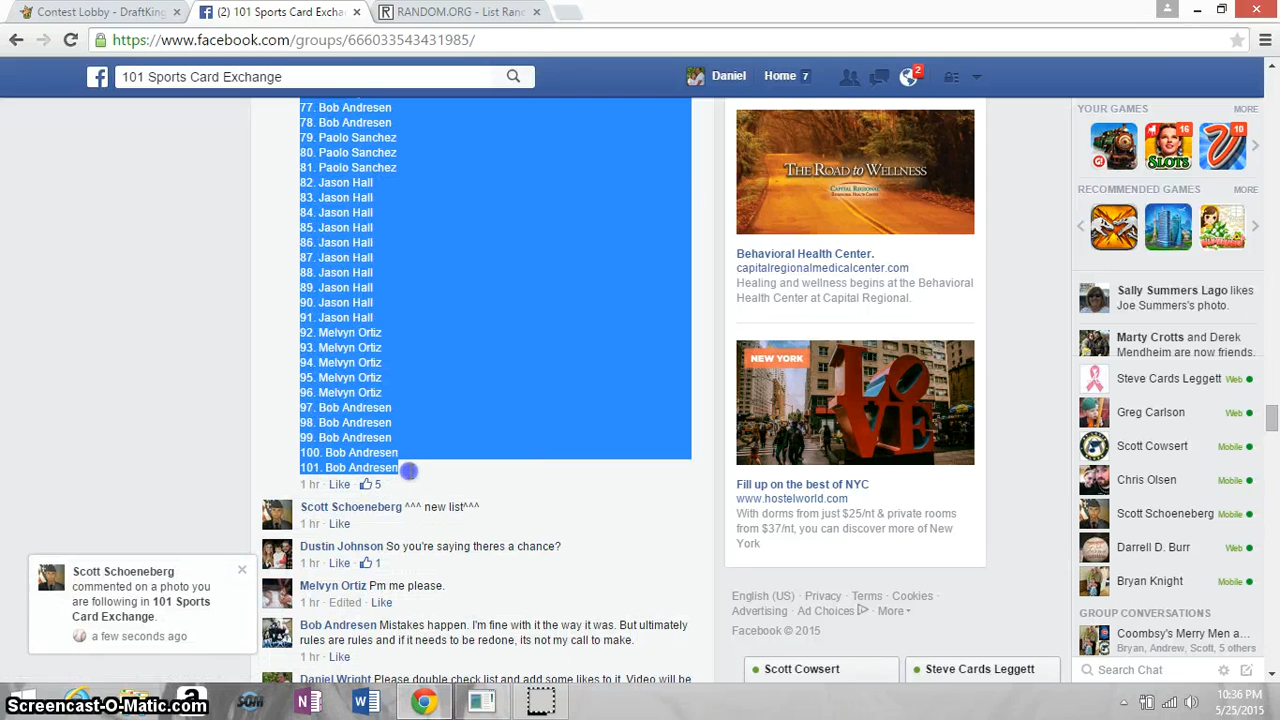 Contest Lobby - DraftKing
(2) 101 Sports Card Excha
RANDOM.ORG - List Ran
https://www.facebook.com/groups/666033543431985/
101 Sports Card Exchange
Daniel
Home 7
2
77. Bob Andresen
78. Bob Andresen
79. Paolo Sanchez
80. Paolo Sanchez
81. Paolo Sanchez
82. Jason Hall
83. Jason Hall
84. Jason Hall
85. Jason Hall
86. Jason Hall
87. Jason Hall
88. Jason Hall
89. Jason Hall
90. Jason Hall
91. Jason Hall
92. Melvyn Ortiz
93. Melvyn Ortiz
94. Melvyn Ortiz
95. Melvyn Ortiz
96. Melvyn Ortiz
97. Bob Andresen
98. Bob Andresen
99. Bob Andresen
100. Bob Andresen
101. Bob Andresen
1 hr · Like · 5
Scott Schoeneberg ^^^ new list^^^
1 hr · Like
Dustin Johnson So you're saying theres a chance?
1 hr · Like · 1
Melvyn Ortiz Pm me please.
1 hr · Edited · Like
Bob Andresen Mistakes happen. I'm fine with it the way it was. But ultimately
rules are rules and if it needs to be redone, its not my call to make.
1 hr · Like
Daniel Wright Please double check list and add some likes to it. Video will be
Scott Schoeneberg
commented on a photo you
are following in 101 Sports
Card Exchange.
a few seconds ago
THE ROAD to WELLNESS
CAPITAL REGIONAL
Behavioral Health Center.
capitalregionalmedicalcenter.com
Healing and wellness begins at the Behavioral
Health Center at Capital Regional.
NEW YORK
Fill up on the best of NYC
www.hostelworld.com
With dorms from just $25/nt & private rooms
from $37/nt, you can discover more of New
York
English (US) · Privacy · Terms · Cookies ·
Advertising · Ad Choices · More
Facebook © 2015
Scott Cowsert
Steve Cards Leggett
YOUR GAMES
MORE
16
SLOTS
10
RECOMMENDED GAMES
MORE
Sally Summers Lago likes
Joe Summers's photo.
Marty Crotts and Derek
Mendheim are now friends.
Steve Cards Leggett Web
Greg Carlson Web
Scott Cowsert Mobile
Chris Olsen Mobile
Scott Schoeneberg Mobile
Darrell D. Burr Web
Bryan Knight Mobile
GROUP CONVERSATIONS
Coombsy's Merry Men a...
Bryan, Andrew, Scott, 5 others
Search Chat
Screencast-O-Matic.com
10:36 PM
5/25/2015